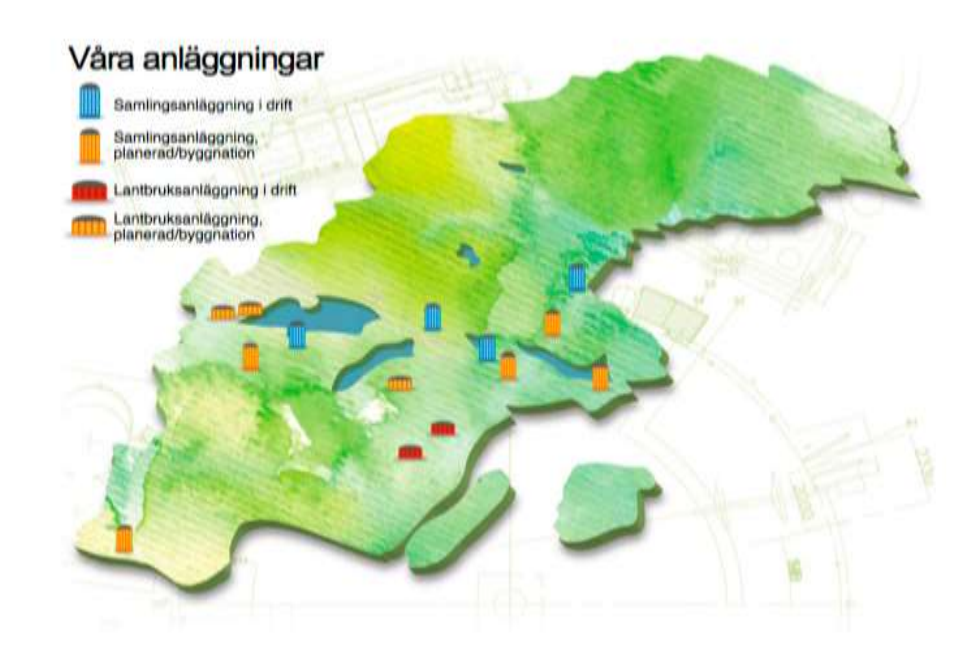 Våra anläggningar
Samlingsanläggning i drift
Samlingsanläggning,
planerad/byggnation
Lantbruksanläggning i drift
Lantbruksanläggning,
planerad/byggnation